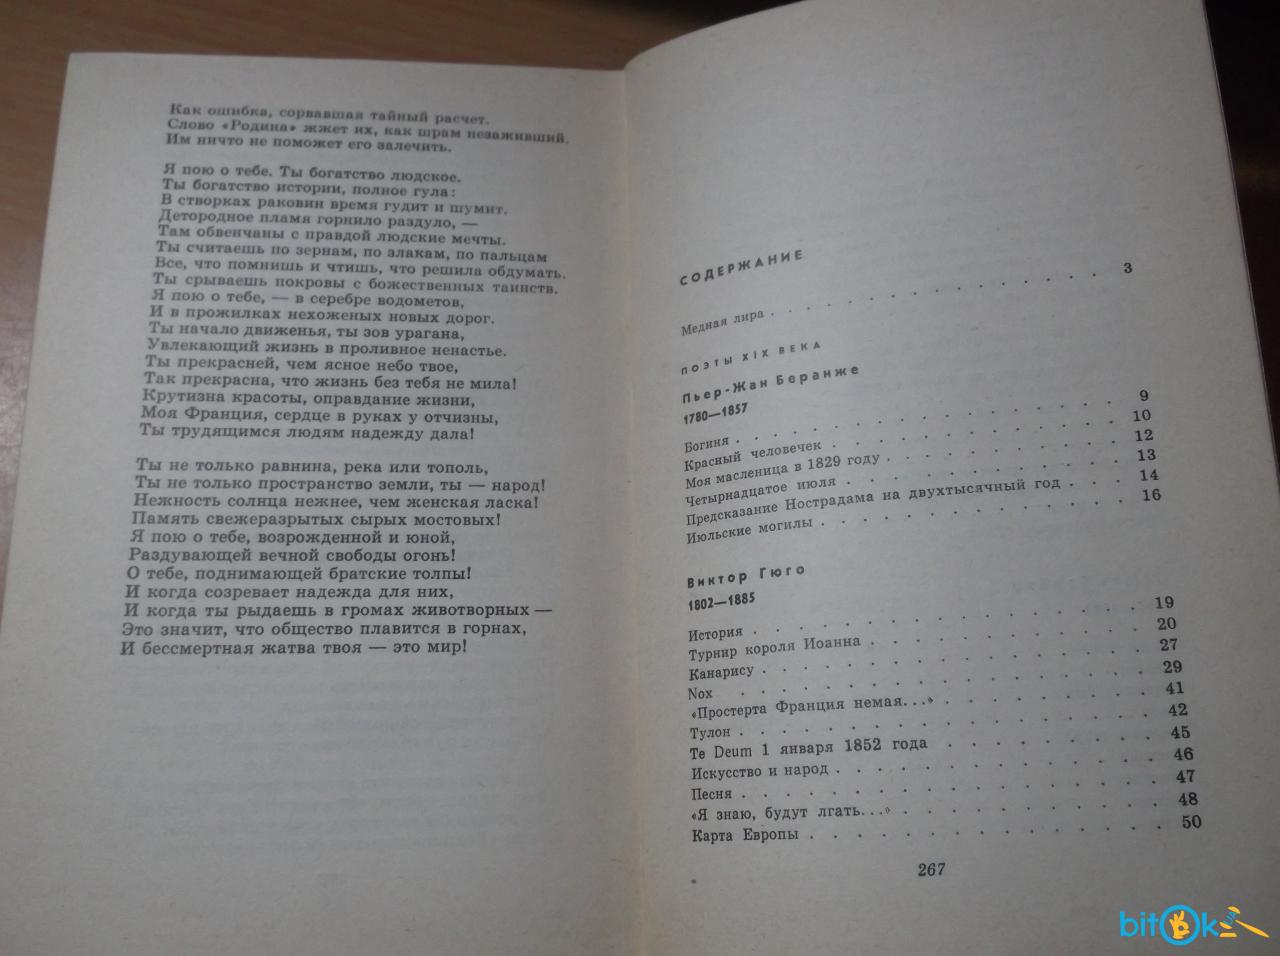 Как ошибка, сорвавшая тайный расчет.
Слово «Родина» жжет их, как шрам незаживший.
Им ничто не поможет его залечить.
Я пою о тебе. Ты богатство людское.
Ты богатство истории, полное гула:
В створках раковин время гудит и шумит.
Детородное пламя горнило раздуло, —
Там обвенчаны с правдой людские мечты.
Ты считаешь по зернам, по злакам, по пальцам
Все, что помнишь и чтишь, что решила обдумать.
Ты срываешь покровы с божественных таинств.
Я пою о тебе, — в серебре водометов,
И в прожилках нехоженых новых дорог.
Ты начало движенья, ты зов урагана,
Увлекающий жизнь в проливное ненастье.
Ты прекрасней, чем ясное небо твое,
Так прекрасна, что жизнь без тебя не мила!
Крутизна красоты, оправдание жизни,
Моя Франция, сердце в руках у отчизны,
Ты трудящимся людям надежду дала!
Ты не только равнина, река или тополь,
Ты не только пространство земли, ты — народ!
Нежность солнца нежнее, чем женская ласка!
Память свежеразрытых сырых мостовых!
Я пою о тебе, возрожденной и юной,
Раздувающей вечной свободы огонь!
О тебе, поднимающей братские толпы!
И когда созревает надежда для них,
И когда ты рыдаешь в громах животворных —
Это значит, что общество плавится в горнах,
И бессмертная жатва твоя — это мир!
СОДЕРЖАНИЕ
Медная лира . . . . . . . . . . . . . . . 3
ПОЭТЫ XIX ВЕКА
Пьер-Жан Беранже
1780—1857
Богиня . . . . . . . . . . . . . . . 9
Красный человечек . . . . . . . . . . . . 10
Моя масленица в 1829 году . . . . . . . . . 12
Четырнадцатое июля . . . . . . . . . . . 13
Предсказание Нострадама на двухтысячный год . . . 14
Июльские могилы . . . . . . . . . . . . 16
Виктор Гюго
1802—1885
История . . . . . . . . . . . . . . . 19
Турнир короля Иоанна . . . . . . . . . . 20
Канарису . . . . . . . . . . . . . . . 27
Nox . . . . . . . . . . . . . . . 29
«Простерта Франция немая...» . . . . . . . . 41
Тулон . . . . . . . . . . . . . . . 42
Te Deum 1 января 1852 года . . . . . . . . 45
Искусство и народ . . . . . . . . . . . . 46
Песня . . . . . . . . . . . . . . . 47
«Я знаю, будут лгать...» . . . . . . . . . . 48
Карта Европы . . . . . . . . . . . . . 50
267
bitok.ua